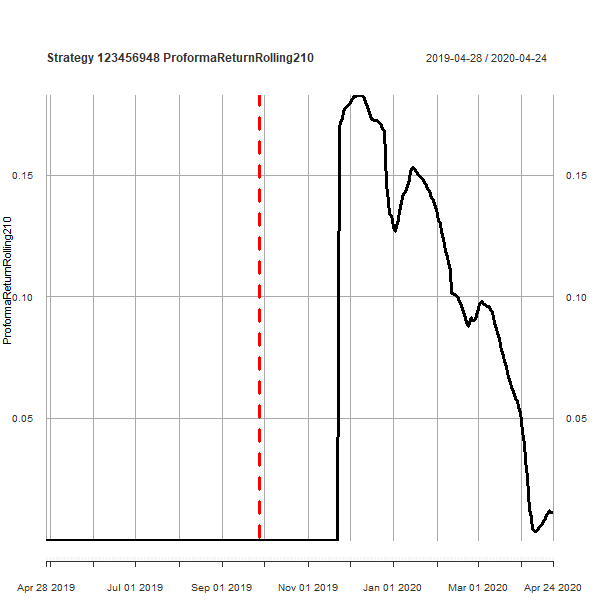 Strategy 123456948 ProformaReturnRolling210
2019-04-28 / 2020-04-24
ProformaReturnRolling210
0.15
0.10
0.05
0.15
0.10
0.05
Apr 28 2019
Jul 01 2019
Sep 01 2019
Nov 01 2019
Jan 01 2020
Mar 01 2020
Apr 24 2020